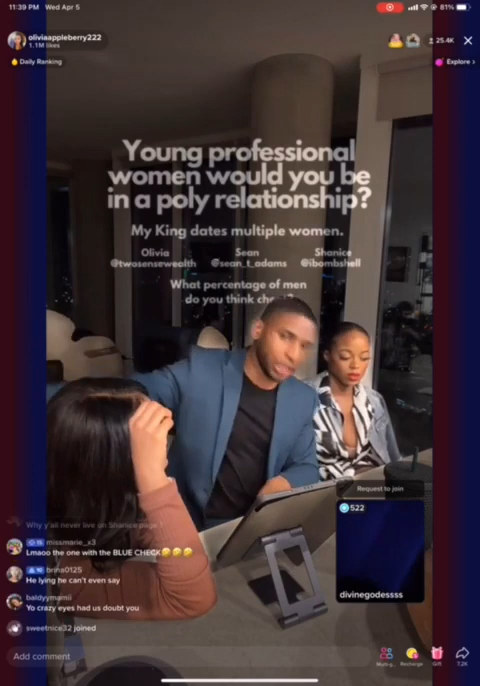 11:39 PM Wed Apr 5
81%
oliviaappleberry222
1.1M likes
25.4K
Daily Ranking
Explore >
Young professional
women would you be
in a poly relationship?
My King dates multiple women.
Olivia Sean Shanice
@twosensewealth @sean_t_adams @ibombshell
What percentage of men
do you think
Request to join
522
Why y'all never live on Shanice page ?
missmarie_x3
Lmaoo the one with the BLUE CHECK🤣🤣🤣
brina0125
He lying he can't even say
baldyymamii
Yo crazy eyes had us doubt you
sweetnice32 joined
divinegodessss
Add comment
Multi-g...
Recharge
Gift
7.2K